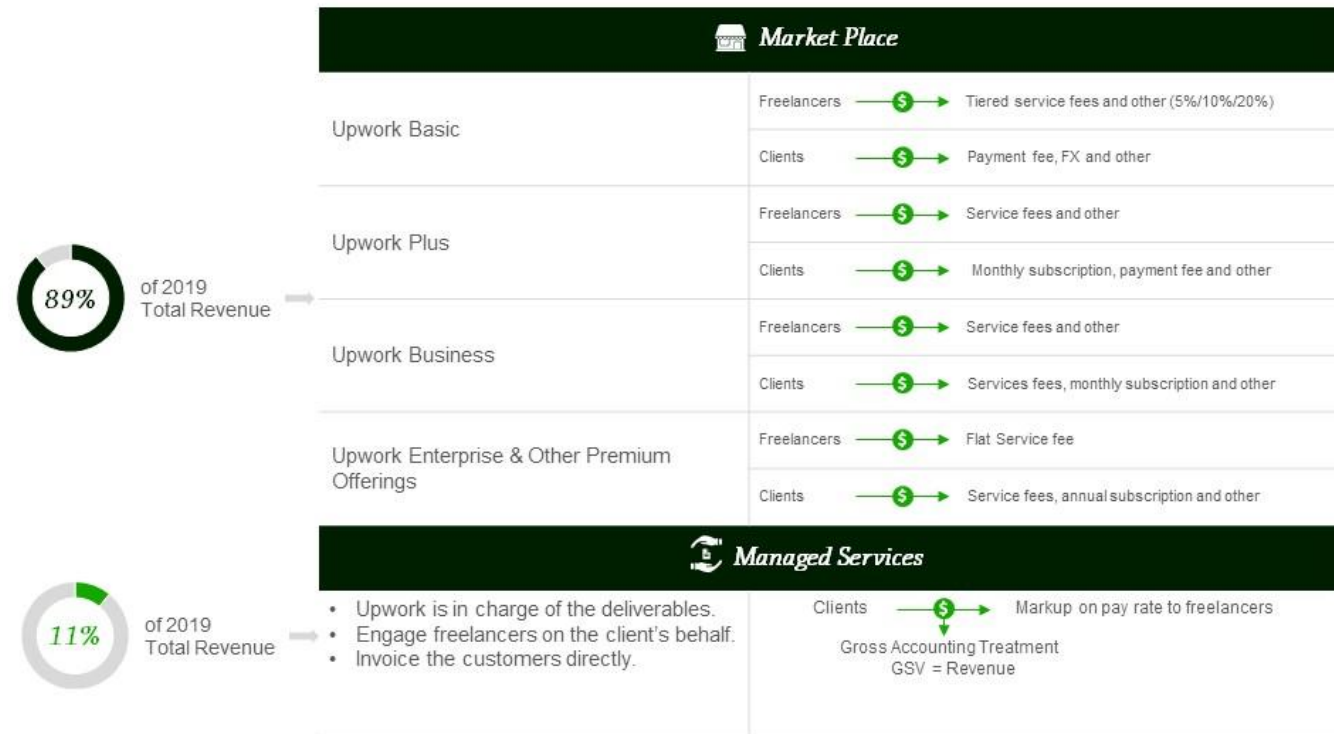 Market Place
Upwork Basic
Freelancers $ Tiered service fees and other (5%/10%/20%)
Clients $ Payment fee, FX and other
Upwork Plus
Freelancers $ Service fees and other
Clients $ Monthly subscription, payment fee and other
89%
of 2019
Total Revenue
Upwork Business
Freelancers $ Service fees and other
Clients $ Services fees, monthly subscription and other
Upwork Enterprise & Other Premium
Offerings
Freelancers $ Flat Service fee
Clients $ Service fees, annual subscription and other
Managed Services
11%
of 2019
Total Revenue
• Upwork is in charge of the deliverables.
• Engage freelancers on the client's behalf.
• Invoice the customers directly.
Clients $ Markup on pay rate to freelancers
Gross Accounting Treatment
GSV = Revenue